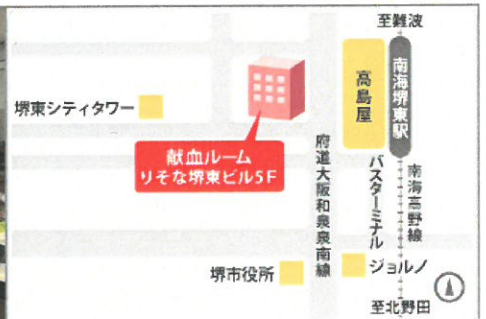 至難波
南海堺東駅
高島屋
堺東シティタワー
献血ルーム
りそな堺東ビル5F
府道大阪和泉泉南線
バスターミナル
南海高野線
堺市役所
ジョルノ
至北野田